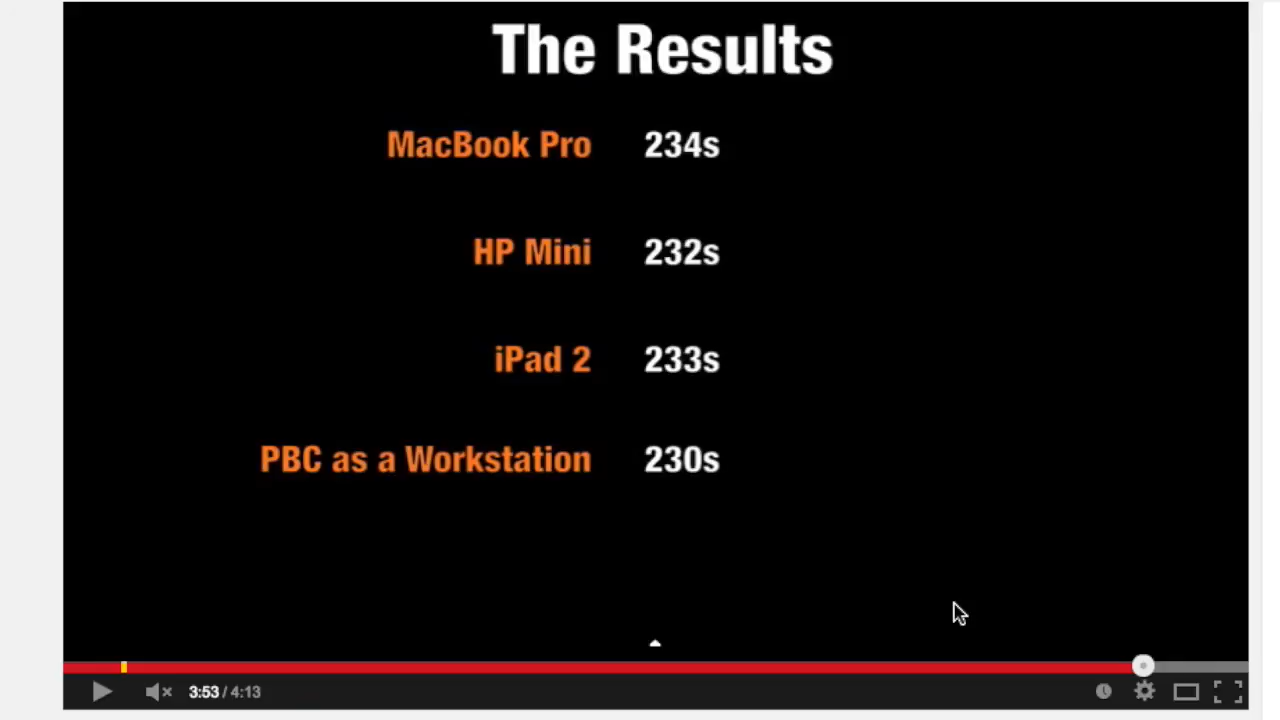 The Results
MacBook Pro 234s
HP Mini 232s
iPad 2 233s
PBC as a Workstation 230s
3:53 / 4:13